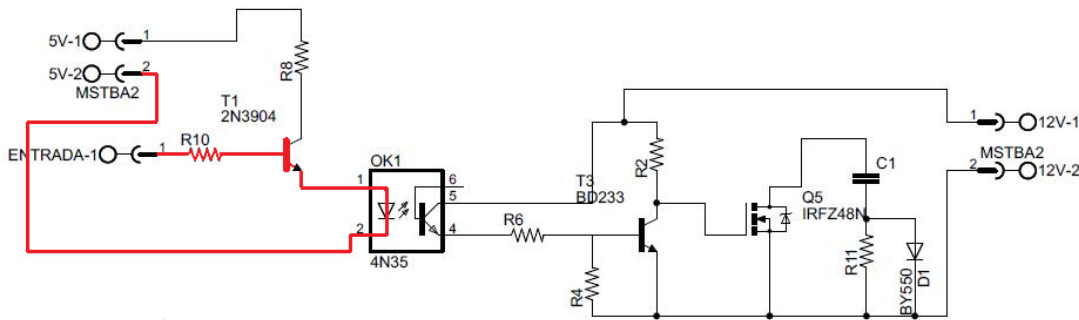 5V-1 1
5V-2 2
MSTBA2
R8
T1
2N3904
R10
ENTRADA-1 1
OK1
1
2
6
5
4
4N35
R6
R4
R2
T3
BD233
Q5
IRFZ48N
C1
R11
BY550
D1
1 12V-1
MSTBA2
2 12V-2